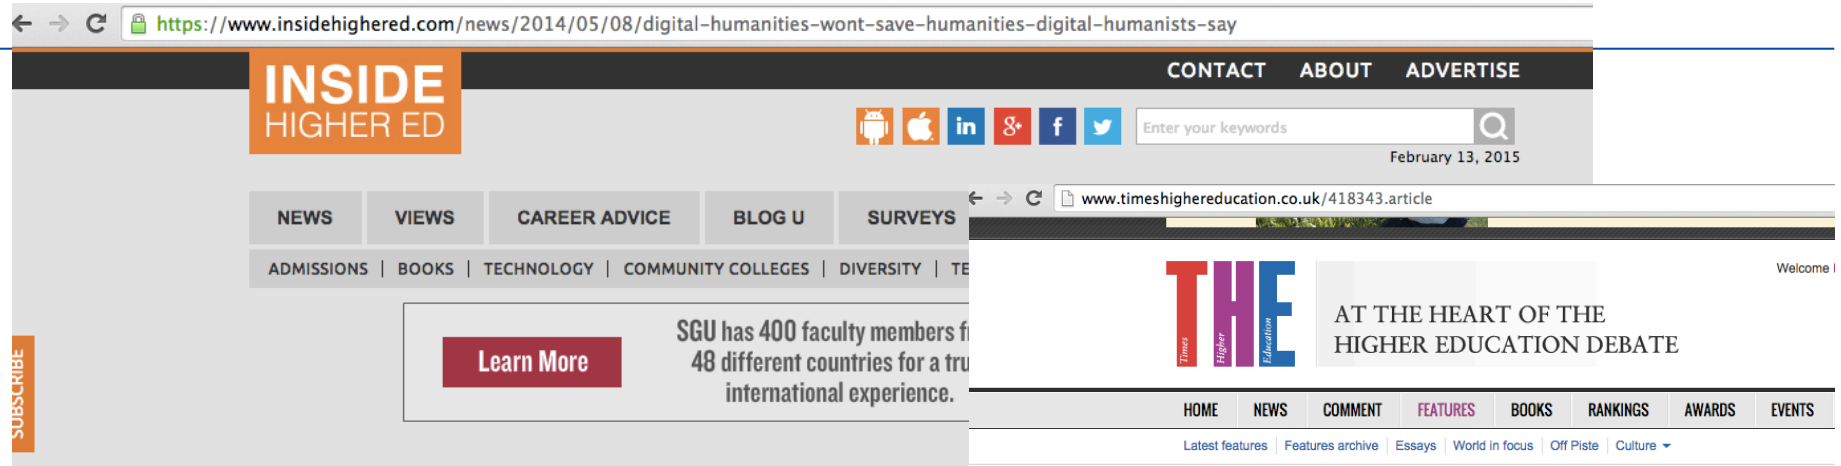 https://www.insidehighered.com/news/2014/05/08/digital-humanities-wont-save-humanities-digital-humanists-say
CONTACT ABOUT ADVERTISE
INSIDE
HIGHER ED
in g+ f
Enter your keywords
February 13, 2015
NEWS VIEWS CAREER ADVICE BLOG U SURVEYS
ADMISSIONS | BOOKS | TECHNOLOGY | COMMUNITY COLLEGES | DIVERSITY | TE
Learn More
SGU has 400 faculty members f
48 different countries for a tru
international experience.
SUBSCRIBE
www.timeshighereducation.co.uk/418343.article
Welcome
THE
Times Higher Education
AT THE HEART OF THE
HIGHER EDUCATION DEBATE
HOME NEWS COMMENT FEATURES BOOKS RANKINGS AWARDS EVENTS
Latest features Features archive Essays World in focus Off Piste Culture